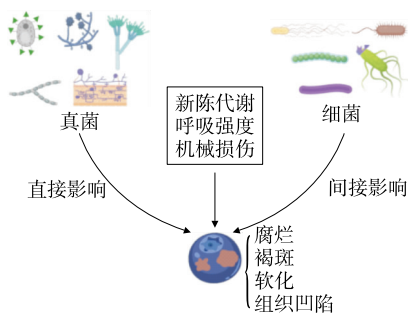 真菌
细菌
新陈代谢
呼吸强度
机械损伤
直接影响
间接影响
腐烂
褐斑
软化
组织凹陷